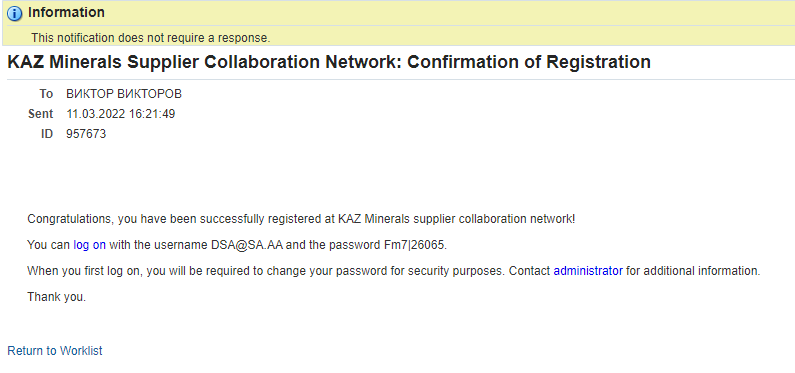 Information
This notification does not require a response.
KAZ Minerals Supplier Collaboration Network: Confirmation of Registration
To ВИКТОР ВИКТОРОВ
Sent 11.03.2022 16:21:49
ID 957673
Congratulations, you have been successfully registered at KAZ Minerals supplier collaboration network!
You can log on with the username DSA@SA.AA and the password Fm7|26065.
When you first log on, you will be required to change your password for security purposes. Contact administrator for additional information.
Thank you.
Return to Worklist